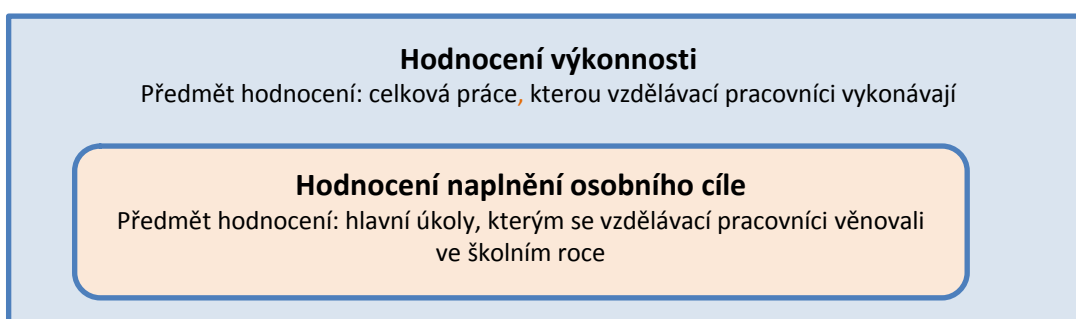 Hodnocení výkonnosti
Předmět hodnocení: celková práce, kterou vzdělávací pracovníci vykonávají
Hodnocení naplnění osobního cíle
Předmět hodnocení: hlavní úkoly, kterým se vzdělávací pracovníci věnovali
ve školním roce